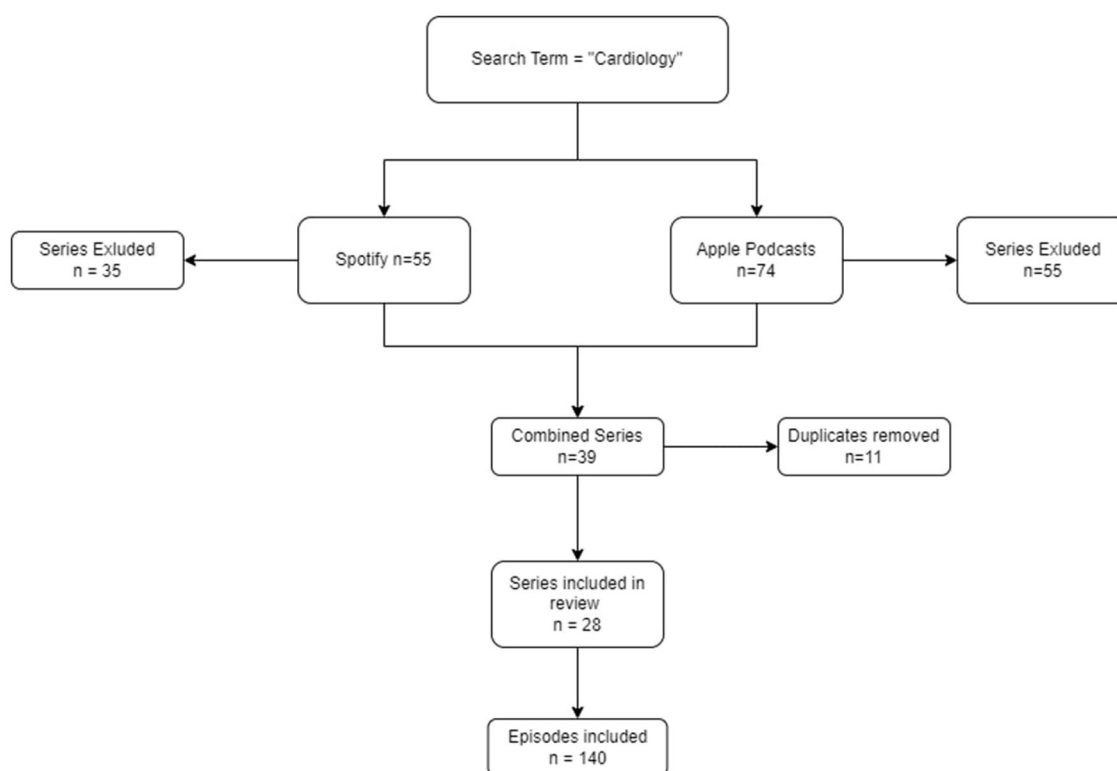 Search Term = "Cardiology"
Series Exluded
n = 35
Spotify n=55
Apple Podcasts
n=74
Series Exluded
n=55
Combined Series
n=39
Duplicates removed
n=11
Series included in
review
n = 28
Episodes included
n = 140